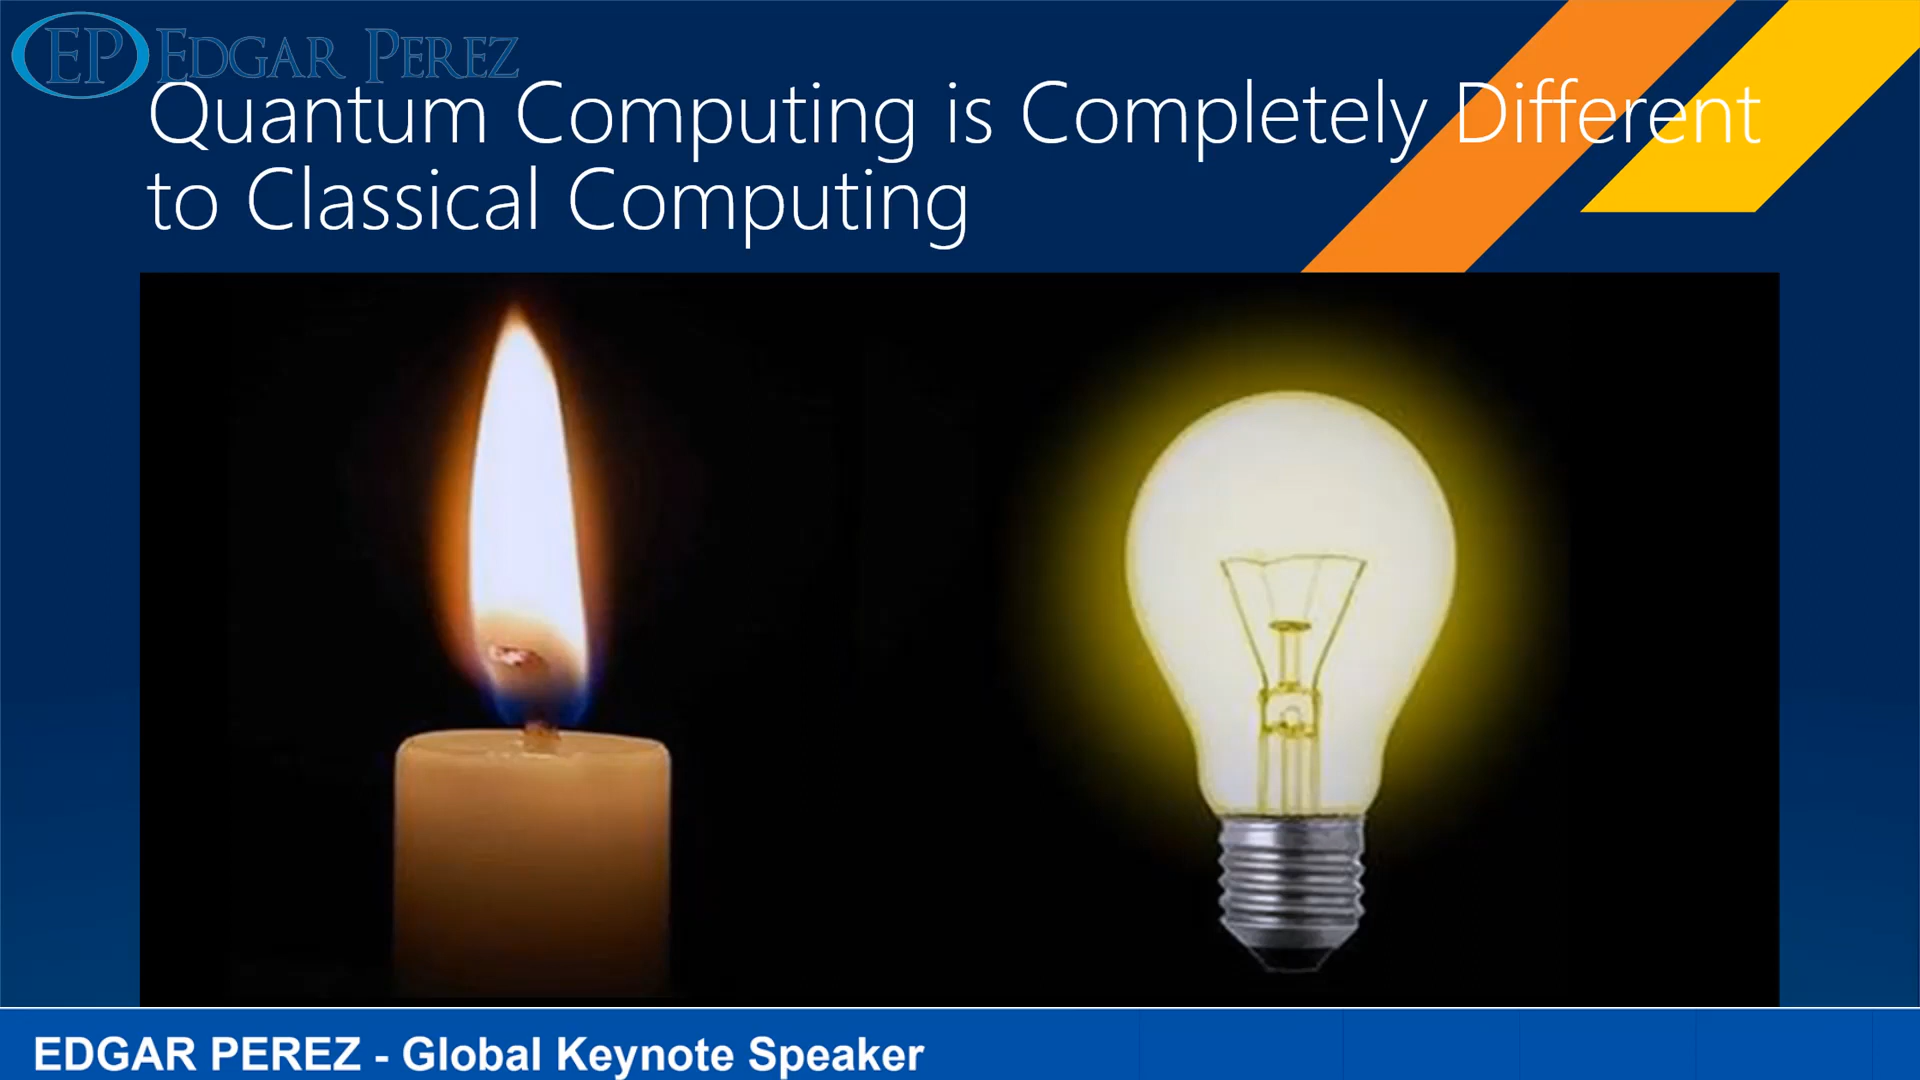 EP EDGAR PEREZ
Quantum Computing is Completely Different
to Classical Computing
EDGAR PEREZ - Global Keynote Speaker